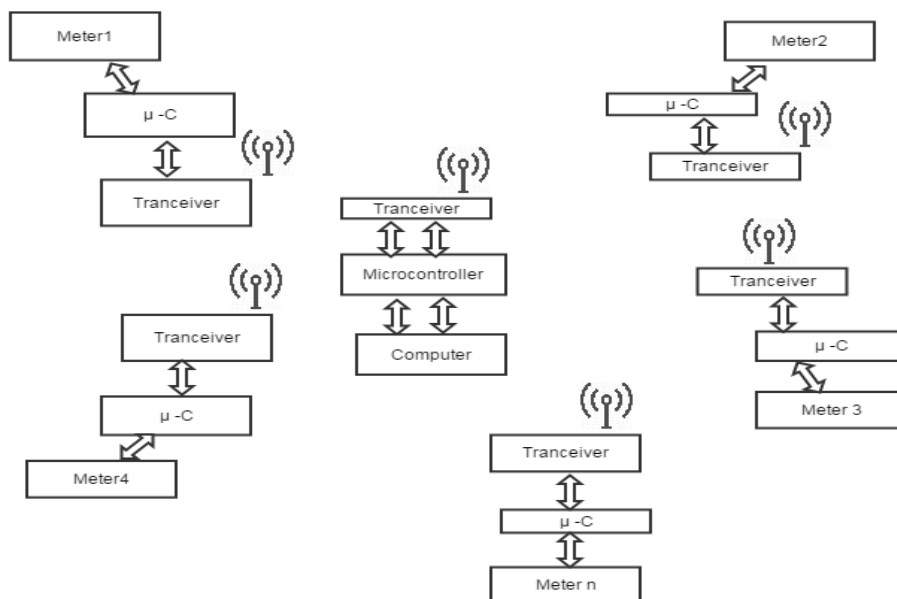 Meter1
μ -C
Tranceiver
Meter2
μ -C
Tranceiver
Tranceiver
Microcontroller
Computer
Tranceiver
μ -C
Meter 3
Tranceiver
μ -C
Meter4
Tranceiver
μ -C
Meter n